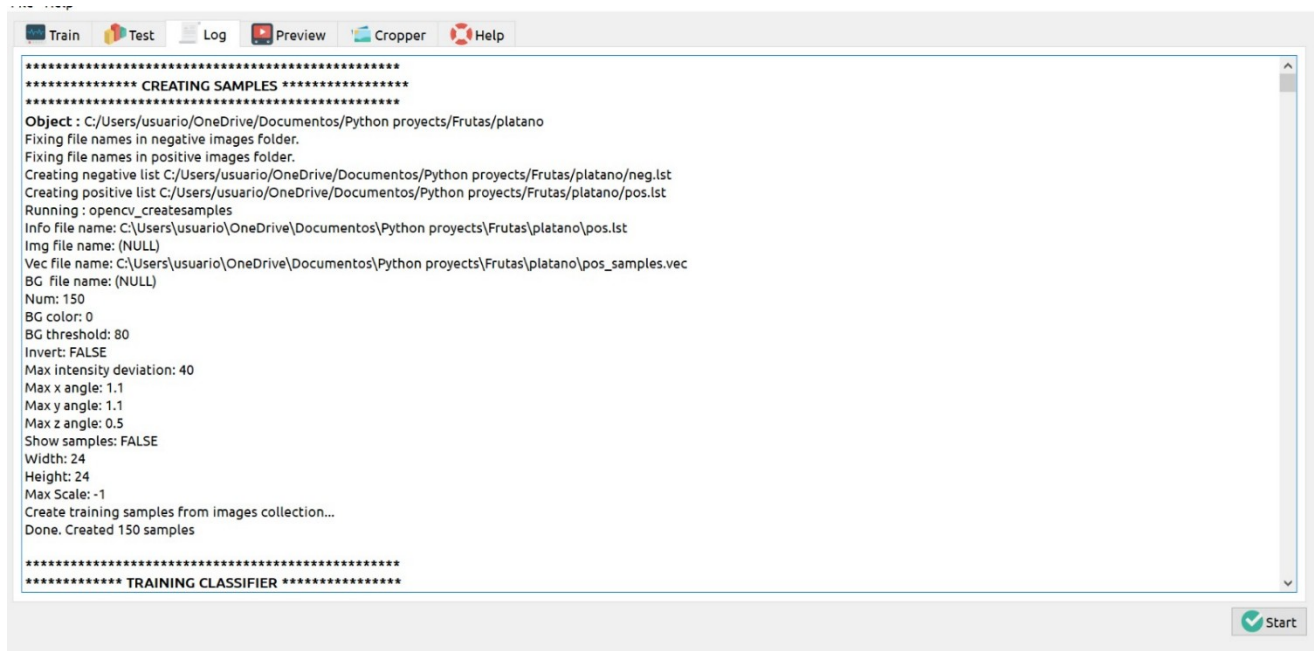 Train Test Log Preview Cropper Help
**************************************************
*************** CREATING SAMPLES *****************
**************************************************
Object : C:/Users/usuario/OneDrive/Documentos/Python proyects/Frutas/platano
Fixing file names in negative images folder.
Fixing file names in positive images folder.
Creating negative list C:/Users/usuario/OneDrive/Documentos/Python proyects/Frutas/platano/neg.lst
Creating positive list C:/Users/usuario/OneDrive/Documentos/Python proyects/Frutas/platano/pos.lst
Running : opencv_createsamples
Info file name: C:\Users\usuario\OneDrive\Documentos\Python proyects\Frutas\platano\pos.lst
Img file name: (NULL)
Vec file name: C:\Users\usuario\OneDrive\Documentos\Python proyects\Frutas\platano\pos_samples.vec
BG  file name: (NULL)
Num: 150
BG color: 0
BG threshold: 80
Invert: FALSE
Max intensity deviation: 40
Max x angle: 1.1
Max y angle: 1.1
Max z angle: 0.5
Show samples: FALSE
Width: 24
Height: 24
Max Scale: -1
Create training samples from images collection...
Done. Created 150 samples
**************************************************
************* TRAINING CLASSIFIER ****************
Start